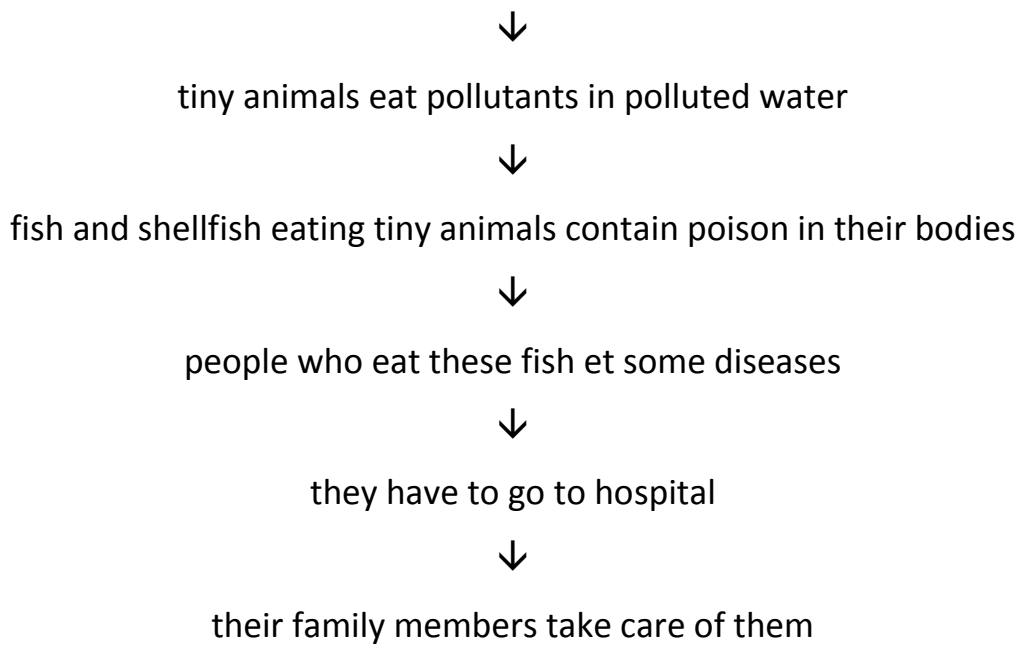 ↓
tiny animals eat pollutants in polluted water
↓
fish and shellfish eating tiny animals contain poison in their bodies
↓
people who eat these fish et some diseases
↓
they have to go to hospital
↓
their family members take care of them